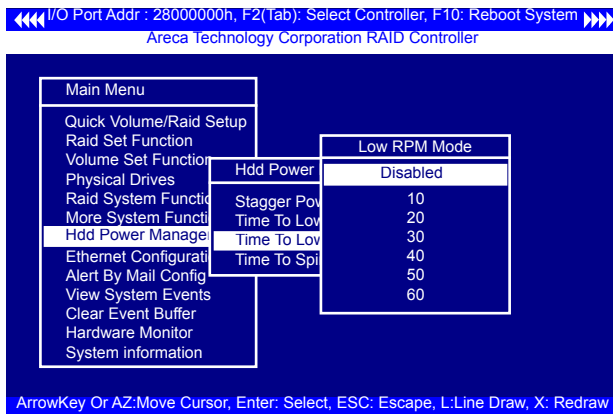 I/O Port Addr : 28000000h, F2(Tab): Select Controller, F10: Reboot System
Areca Technology Corporation RAID Controller
Main Menu
Quick Volume/Raid Setup
Raid Set Function
Volume Set Function
Physical Drives
Raid System Functi
More System Functi
Hdd Power Manage
Ethernet Configurati
Alert By Mail Config
View System Events
Clear Event Buffer
Hardware Monitor
System information
Hdd Power
Stagger Pow
Time To Low
Time To Low
Time To Spi
Low RPM Mode
Disabled
10
20
30
40
50
60
ArrowKey Or AZ:Move Cursor, Enter: Select, ESC: Escape, L:Line Draw, X: Redraw